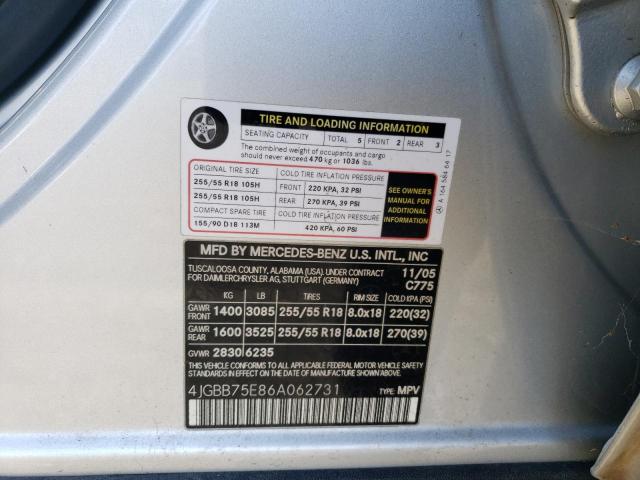 TIRE AND LOADING INFORMATION
SEATING CAPACITY TOTAL 5 FRONT 2 REAR 3
The combined weight of occupants and cargo
should never exceed 470 kg or 1036 lbs.
ORIGINAL TIRE SIZE COLD TIRE INFLATION PRESSURE
255/55 R18 105H FRONT 220 KPA, 32 PSI
255/55 R18 105H REAR 270 KPA, 39 PSI
COMPACT SPARE TIRE COLD TIRE INFLATION PRESSURE
155/90 D18 113M 420 KPA, 60 PSI
SEE OWNER'S
MANUAL FOR
ADDITIONAL
INFORMATION
A 164 584 64 17
MFD BY MERCEDES-BENZ U.S. INTL., INC
TUSCALOOSA COUNTY, ALABAMA (USA). UNDER CONTRACT 11/05
FOR DAIMLERCHRYSLER AG, STUTTGART (GERMANY) C775
KG LB TIRES RIM SIZE COLD KPA (PSI)
GAWR FRONT 1400 3085 255/55 R18 8.0x18 220(32)
GAWR REAR 1600 3525 255/55 R18 8.0x18 270(39)
GVWR 2830 6235
THIS VEHICLE CONFORMS TO ALL APPLICABLE
U.S. FEDERAL MOTOR VEHICLE SAFETY
STANDARDS IN EFFECT ON THE DATE OF
MANUFACTURE SHOWN ABOVE
4JGBB75E86A062731 TYPE: MPV